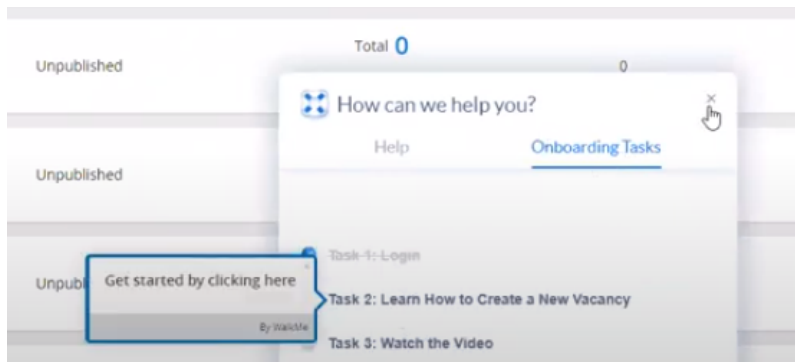 Total 0
Unpublished
0
How can we help you?
Help
Onboarding Tasks
Unpublished
Task 1: Login
Unpubl
Get started by clicking here
Task 2: Learn How to Create a New Vacancy
By WalkMe
Task 3: Watch the Video